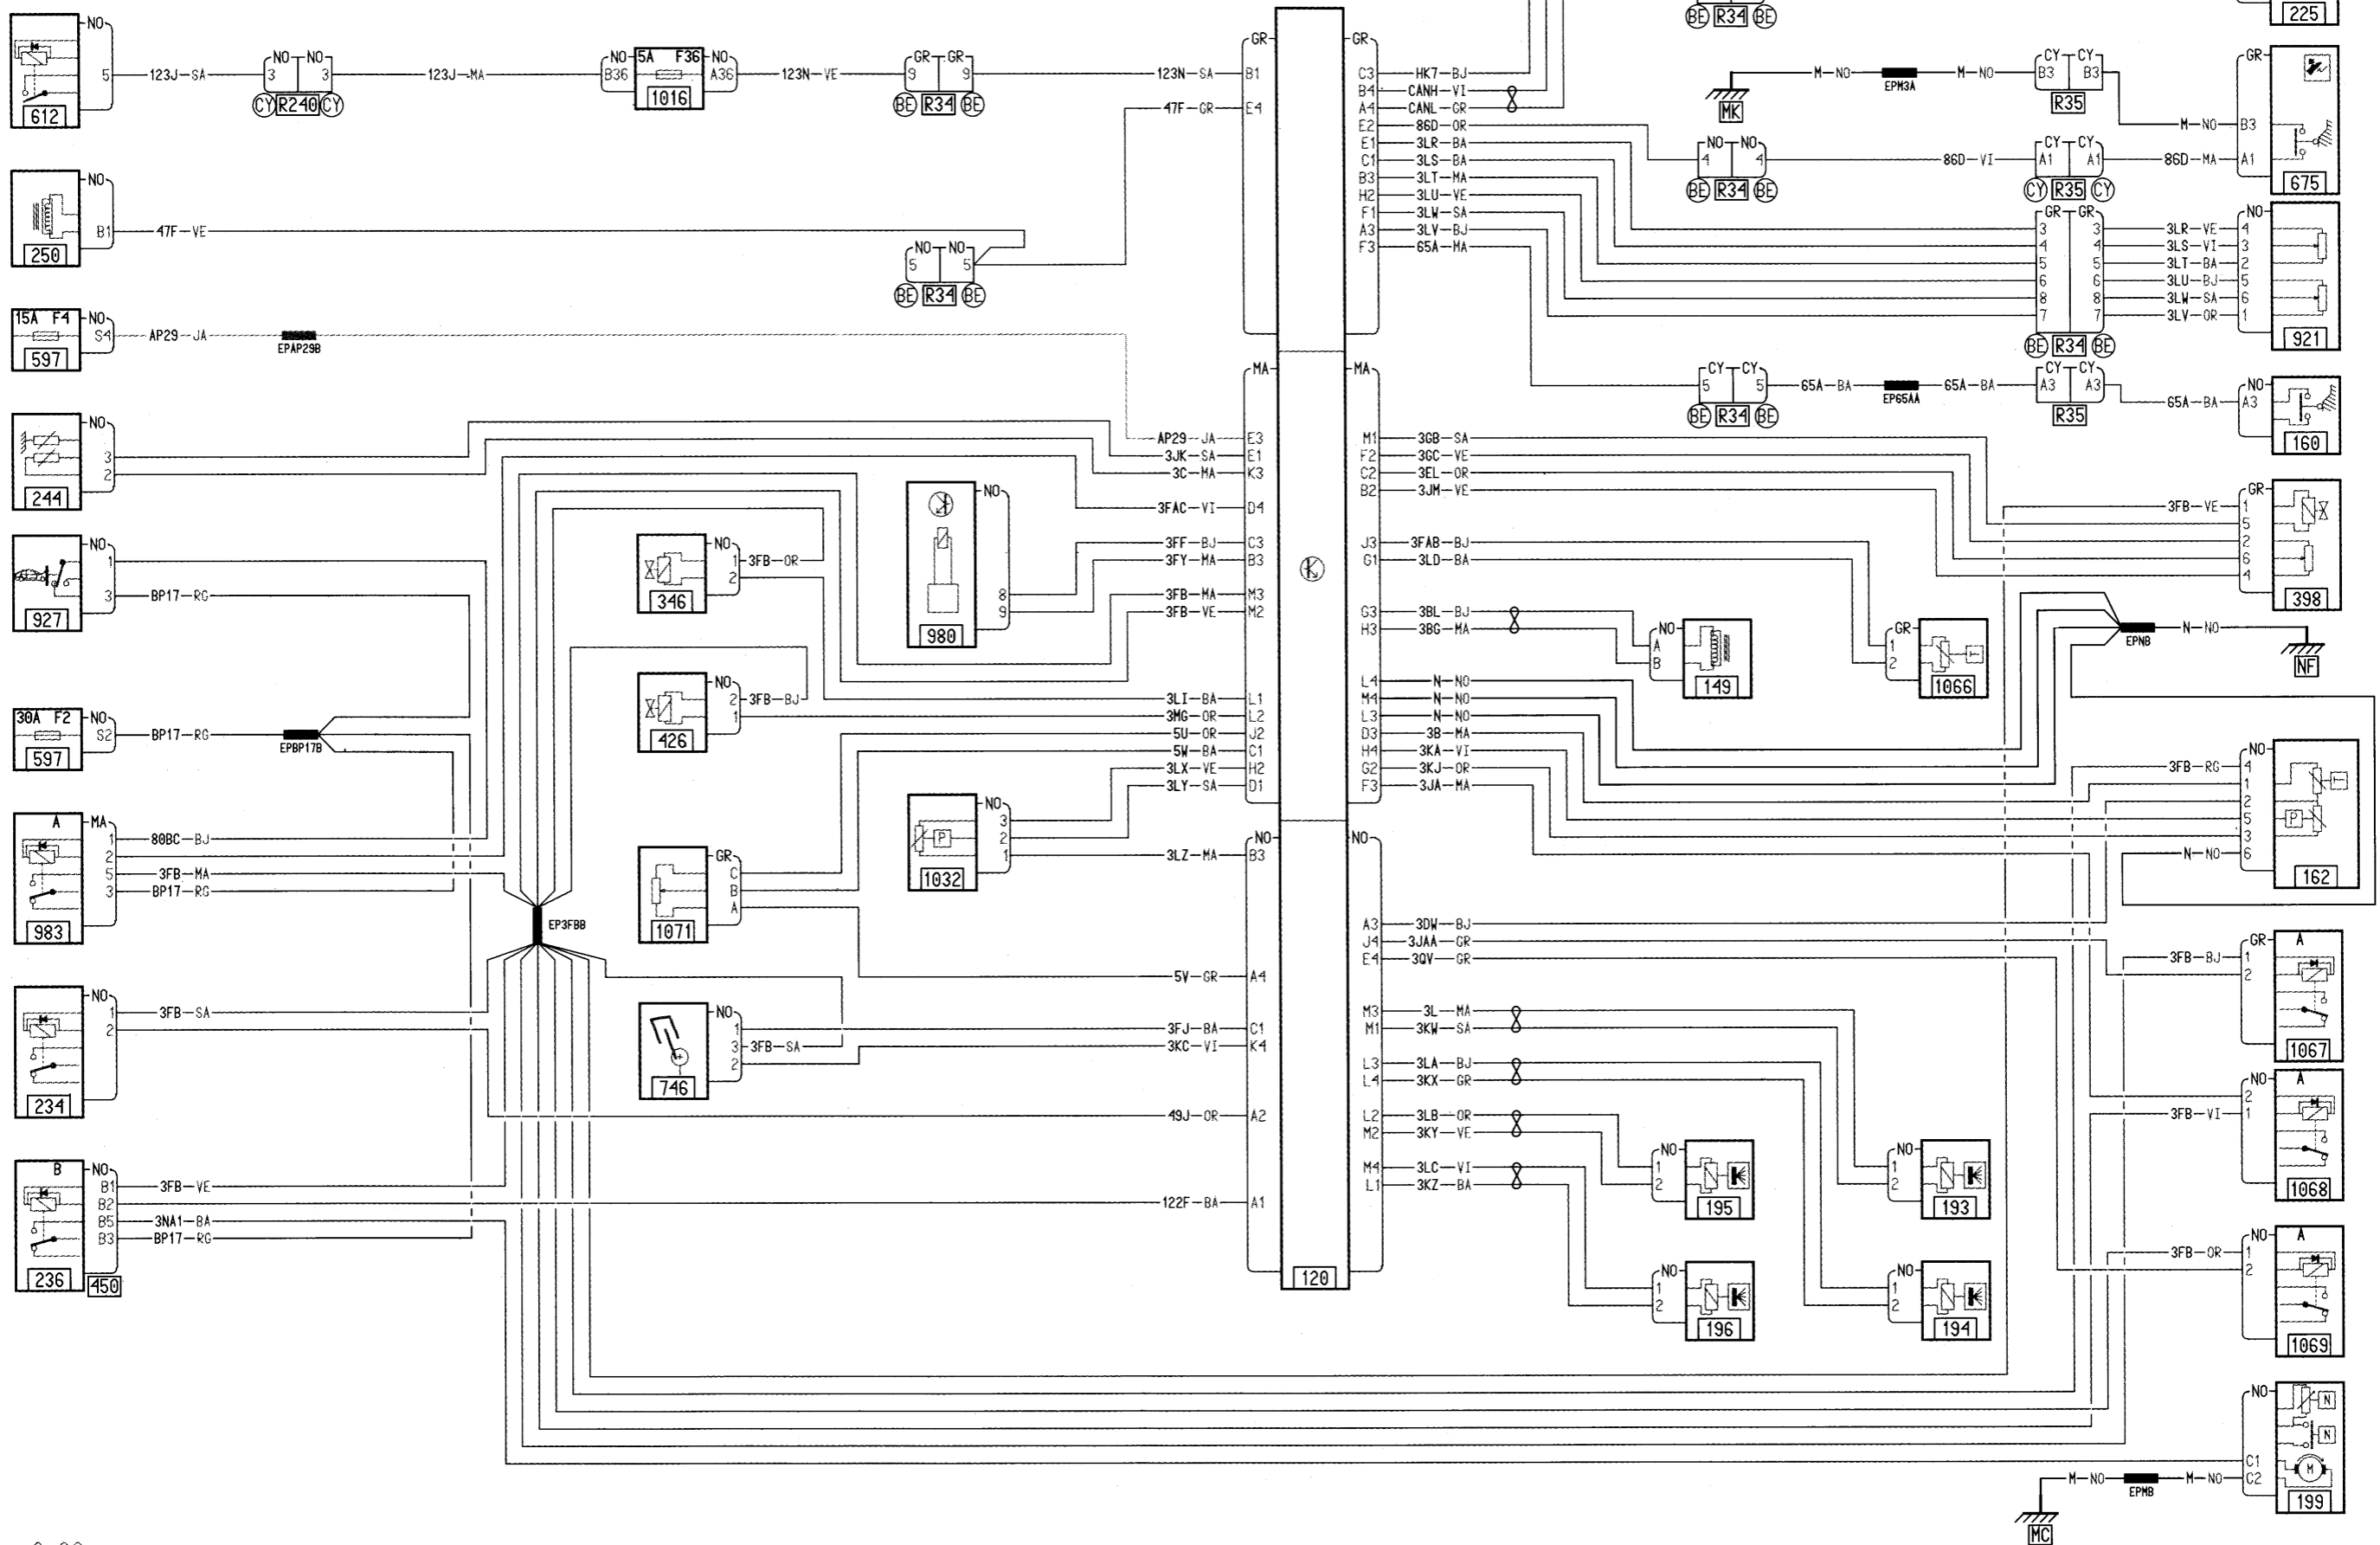 NO
5
123J—SA
NO NO
3 3
CY R240 CY
123J—MA
NO 5A F36 NO
B36 A36
1016
123N—VE
GR GR
9 9
BE R34 BE
123N—SA B1
612
47F—GR E4
NO
B1 47F—VE
250
NO NO
5 5
BE R34 BE
15A F4 NO
S4 AP29—JA
EPAP29B
597
NO
3
2
244
NO
1
3 BP17—RG
927
30A F2 NO
S2 BP17—RG
EPBP17B
597
A MA
1 80BC—BJ
2
5 3FB—MA
3 BP17—RG
983
EP3FBB
NO
1 3FB—SA
2
234
B NO
B1 3FB—VE
B2
B5 3NA1—BA
B3 BP17—RG
236 450
NO
1 3FB—OR
2
346
NO
2 3FB—BJ
1
426
GR
C
B
A
1071
NO
1
3 3FB—SA
2
746
NO
8
9
980
NO
3
P 2
1
1032
GR GR
MA MA
AP29—JA E3
3JK—SA E1
3C—MA K3
3FAC—VI D4
3FF—BJ C3
3FY—MA B3
3FB—MA M3
3FB—VE M2
3LI—BA L1
3MG—OR L2
5U—OR J2
5W—BA C1
3LX—VE H2
3LY—SA D1
NO NO
3LZ—MA B3
5V—GR A4
3FJ—BA C1
3KC—VI K4
49J—OR A2
122F—BA A1
120
C3 HK7—BJ
B4 CANH—VI
A4 CANL—GR
E2 86D—OR
E1 3LR—BA
C1 3LS—BA
B3 3LT—MA
H2 3LU—VE
F1 3LW—SA
A3 3LV—BJ
F3 65A—MA
M1 3GB—SA
F2 3GC—VE
C2 3EL—OR
B2 3JM—VE
J3 3FAB—BJ
G1 3LD—BA
G3 3BL—BJ
H3 3BG—MA
L4 N—NO
M4 N—NO
L3 N—NO
D3 3B—MA
H4 3KA—VI
G2 3KJ—OR
F3 3JA—MA
A3 3DW—BJ
J4 3JAA—GR
E4 3QV—GR
M3 3L—MA
M1 3KW—SA
L3 3LA—BJ
L4 3KX—GR
L2 3LB—OR
M2 3KY—VE
M4 3LC—VI
L1 3KZ—BA
BE R34 BE
225
MK
M—NO EPM3A M—NO
CY CY
B3 B3
R35
GR
M—NO B3
NO NO
4 4
BE R34 BE
86D—VI
CY CY
A1 A1
CY R35 CY
86D—MA A1
675
GR GR NO
3 3 3LR—VE 4
4 4 3LS—VI 3
5 5 3LT—BA 2
6 6 3LU—BJ 5
8 8 3LW—SA 6
7 7 3LV—OR 1
BE R34 BE
921
CY CY
5 5
BE R34 BE
65A—BA EP65AA 65A—BA
CY CY
A3 A3
R35
NO
65A—BA A3
160
GR
3FB—VE 1
5
2
6
4
398
NO
A
B
149
GR
1
2
1066
EPNB N—NO
NF
NO
3FB—RG 4
1
2
P 5
3
N—NO 6
162
GR A
3FB—BJ 1
2
1067
NO A
2
3FB—VI 1
1068
NO A
3FB—OR 1
2
1069
NO
1
2
195
NO
1
2
193
NO
1
2
196
NO
1
2
194
NO
N
N
M
C1
M—NO EPMB M—NO C2
199
MC